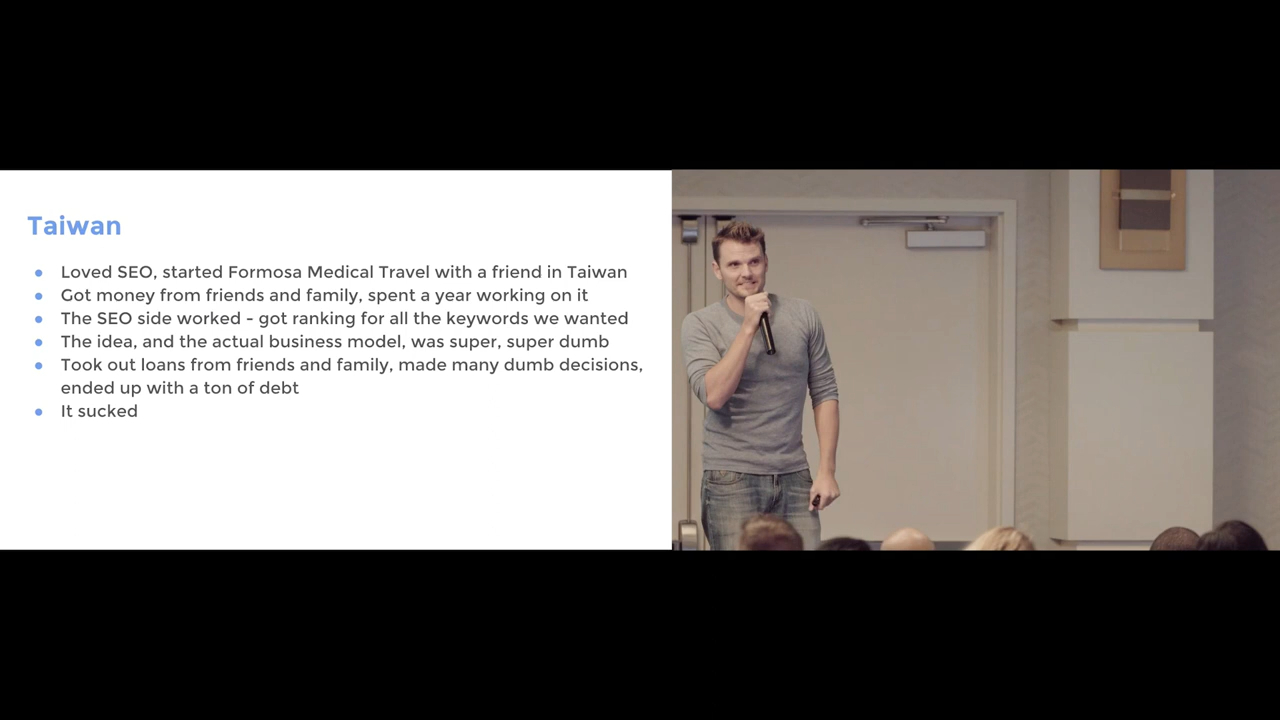 Taiwan
Loved SEO, started Formosa Medical Travel with a friend in Taiwan
Got money from friends and family, spent a year working on it
The SEO side worked - got ranking for all the keywords we wanted
The idea, and the actual business model, was super, super dumb
Took out loans from friends and family, made many dumb decisions,
ended up with a ton of debt
It sucked